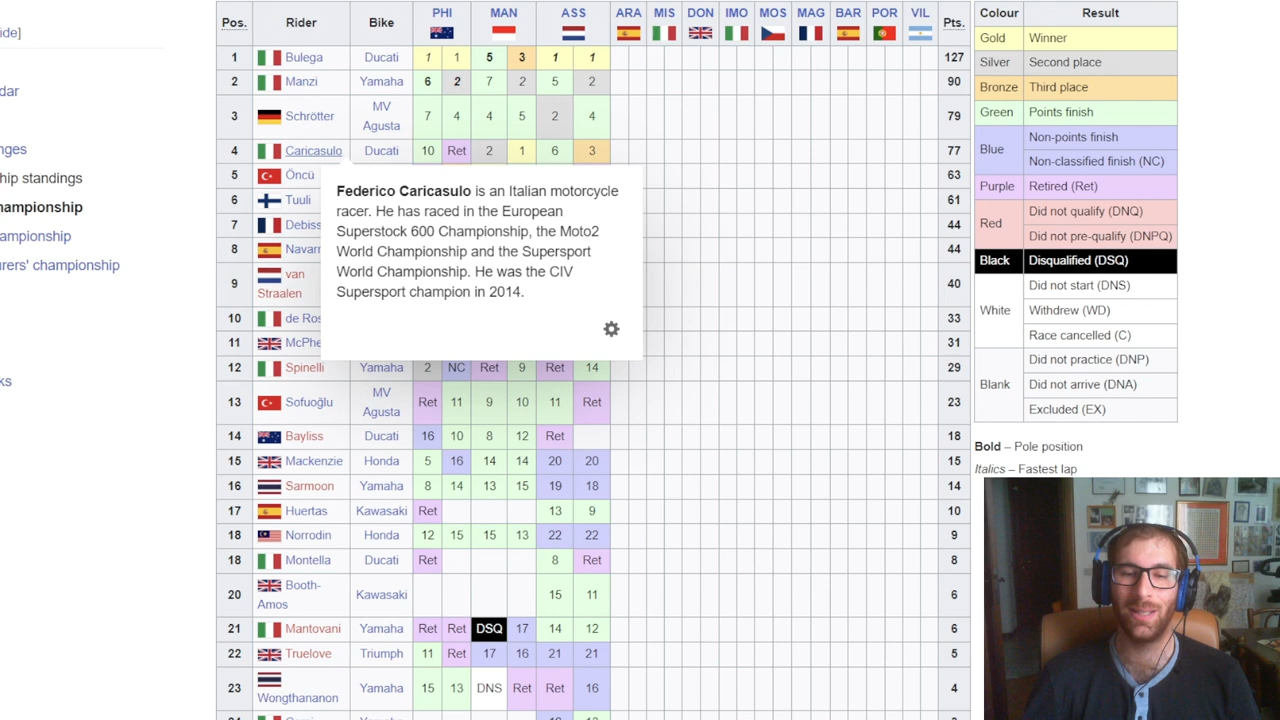 ide]
dar
nges
hip standings
hampionship
ampionship
urers' championship
ks
Pos. Rider Bike PHI MAN ASS ARA MIS DON IMO MOS MAG BAR POR VIL Pts.
1 Bulega Ducati 1 1 5 3 1 1 127
2 Manzi Yamaha 6 2 7 2 5 2 90
3 Schrötter MV Agusta 7 4 4 5 2 4 79
4 Caricasulo Ducati 10 Ret 2 1 6 3 77
5 Öncü 63
6 Tuuli 61
7 Debiss 44
8 Navarr 44
9 van Straalen 40
10 de Ros 33
11 McPhe 31
12 Spinelli Yamaha 2 NC Ret 9 Ret 14 29
13 Sofuoğlu MV Agusta Ret 11 9 10 11 Ret 23
14 Bayliss Ducati 16 10 8 12 Ret 18
15 Mackenzie Honda 5 16 14 14 20 20 15
16 Sarmoon Yamaha 8 14 13 15 19 18 14
17 Huertas Kawasaki Ret 13 9 10
18 Norrodin Honda 12 15 15 13 22 22 9
18 Montella Ducati Ret 8 Ret 9
20 Booth-Amos Kawasaki 15 11 6
21 Mantovani Yamaha Ret Ret DSQ 17 14 12 6
22 Truelove Triumph 11 Ret 17 16 21 21 5
23 Wongthananon Yamaha 15 13 DNS Ret Ret 16 4
Federico Caricasulo is an Italian motorcycle
racer. He has raced in the European
Superstock 600 Championship, the Moto2
World Championship and the Supersport
World Championship. He was the CIV
Supersport champion in 2014.
Colour Result
Gold Winner
Silver Second place
Bronze Third place
Green Points finish
Blue Non-points finish
Non-classified finish (NC)
Purple Retired (Ret)
Red Did not qualify (DNQ)
Did not pre-qualify (DNPQ)
Black Disqualified (DSQ)
White Did not start (DNS)
Withdrew (WD)
Race cancelled (C)
Blank Did not practice (DNP)
Did not arrive (DNA)
Excluded (EX)
Bold – Pole position
Italics – Fastest lap